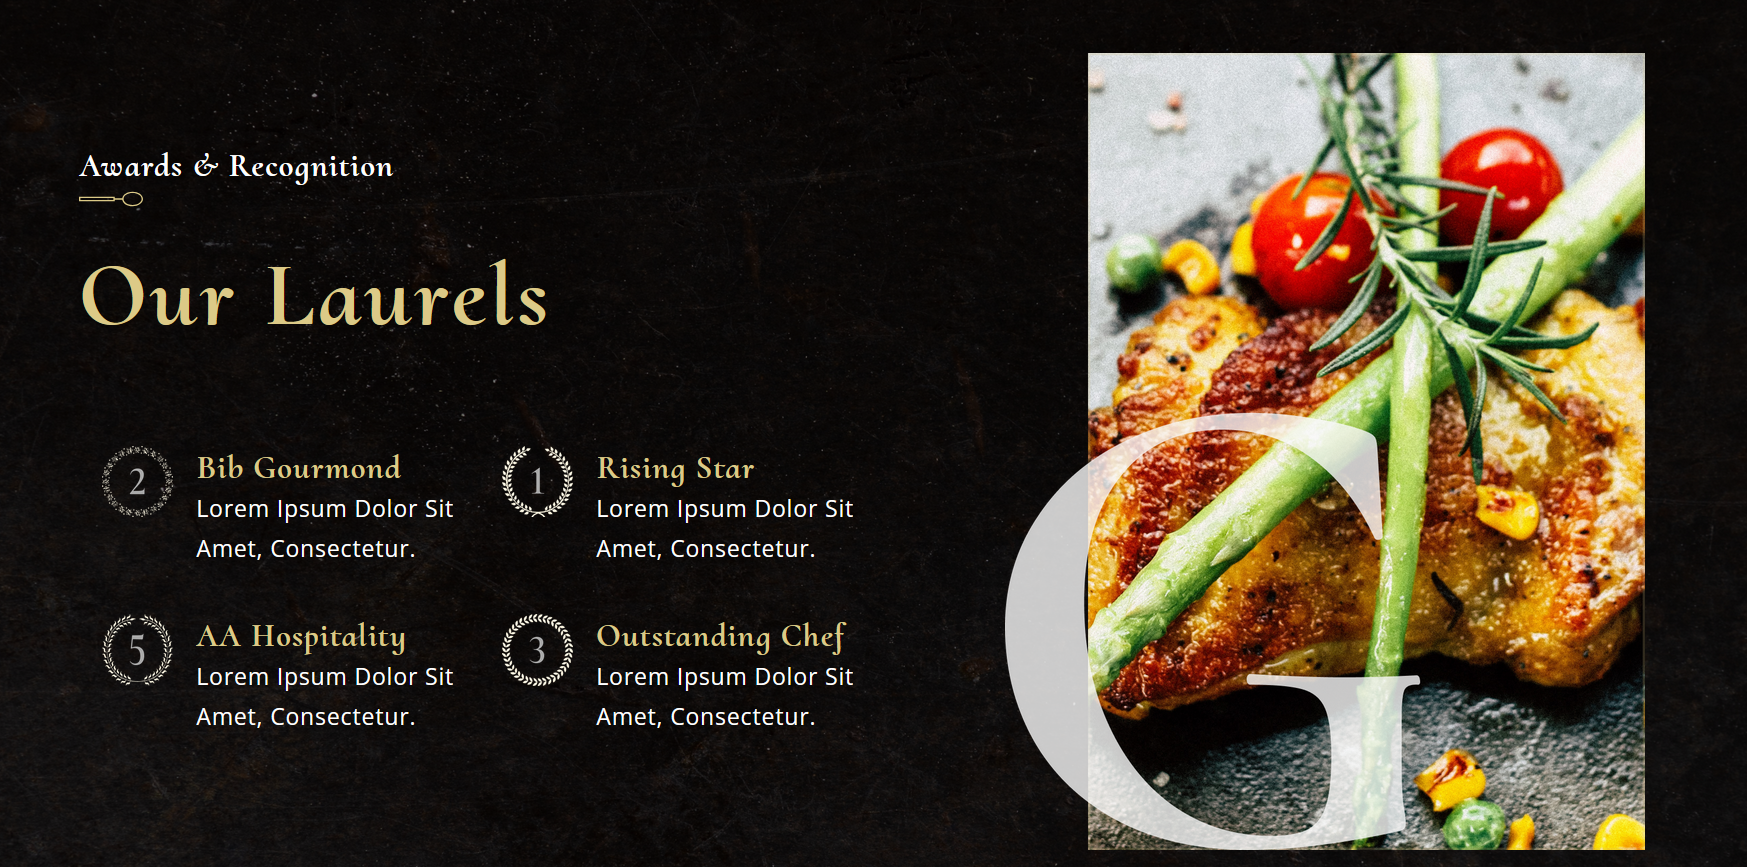 Awards & Recognition
Our Laurels
2
Bib Gourmond
Lorem Ipsum Dolor Sit
Amet, Consectetur.
1
Rising Star
Lorem Ipsum Dolor Sit
Amet, Consectetur.
5
AA Hospitality
Lorem Ipsum Dolor Sit
Amet, Consectetur.
3
Outstanding Chef
Lorem Ipsum Dolor Sit
Amet, Consectetur.
G